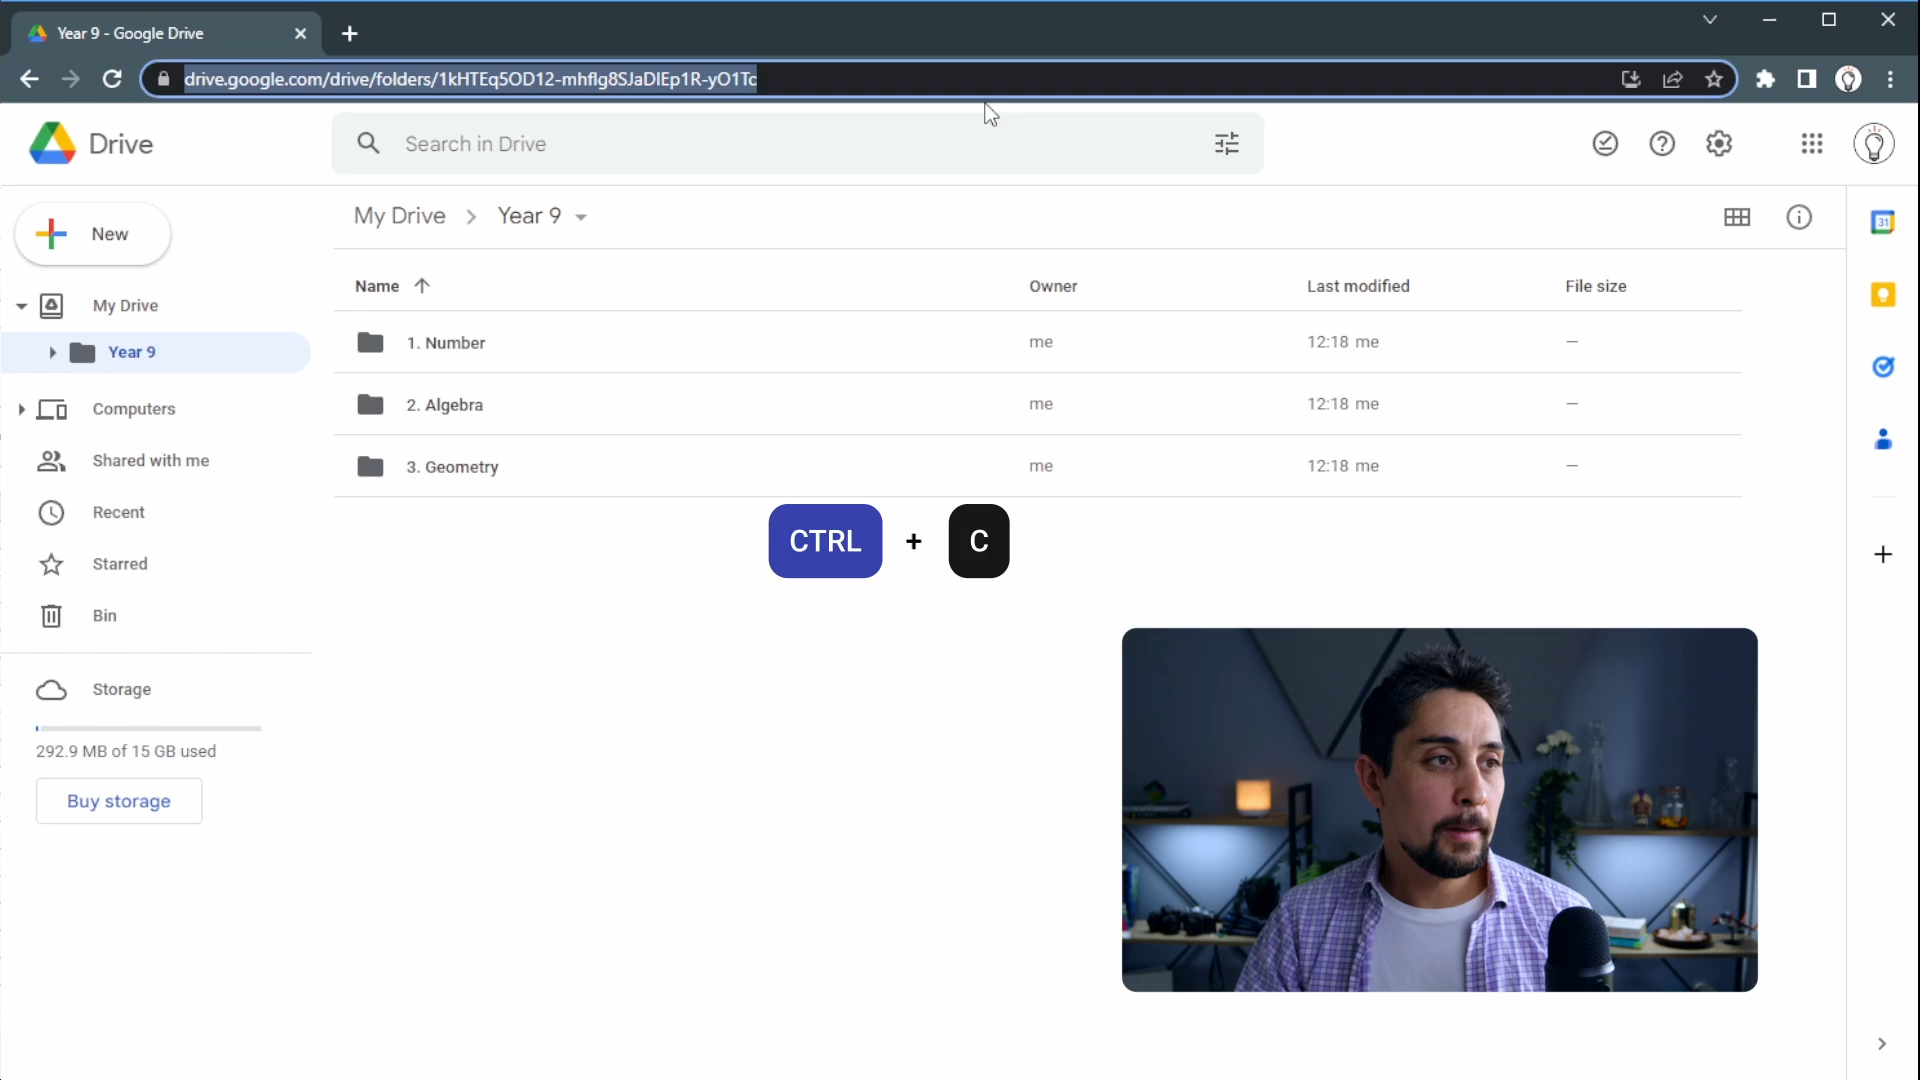 Year 9 - Google Drive
drive.google.com/drive/folders/1kHTEq5OD12-mhflg8SJaDlEp1R-yO1Tc
Drive
Search in Drive
New
My Drive
Year 9
Computers
Shared with me
Recent
Starred
Bin
Storage
292.9 MB of 15 GB used
Buy storage
My Drive > Year 9
Name Owner Last modified File size
1. Number me 12:18 me —
2. Algebra me 12:18 me —
3. Geometry me 12:18 me —
CTRL + C
31